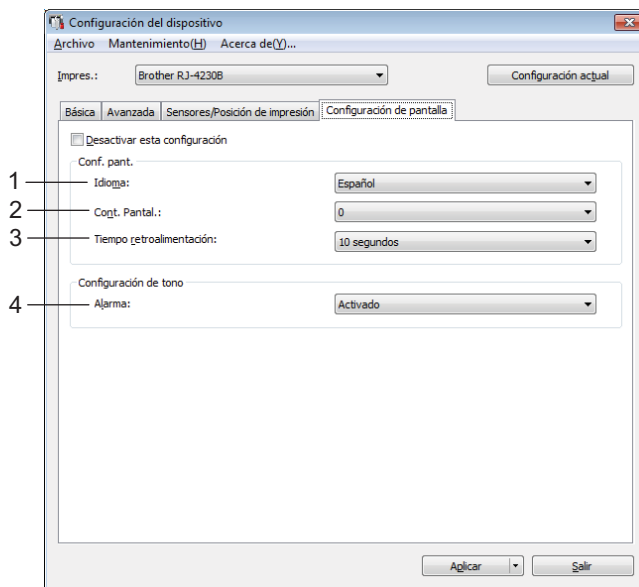 Configuración del dispositivo
Archivo Mantenimiento(H) Acerca de(Y)...
Impres.: Brother RJ-4230B Configuración actual
Básica Avanzada Sensores/Posición de impresión Configuración de pantalla
Desactivar esta configuración
Conf. pant.
1 Idioma: Español
2 Cont. Pantal.: 0
3 Tiempo retroalimentación: 10 segundos
Configuración de tono
4 Alarma: Activado
Aplicar Salir